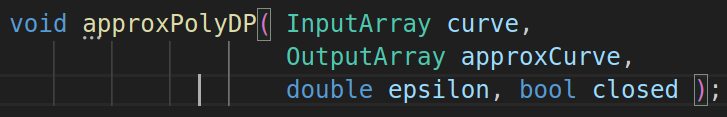 void approxPolyDP( InputArray curve,
OutputArray approxCurve,
double epsilon, bool closed );